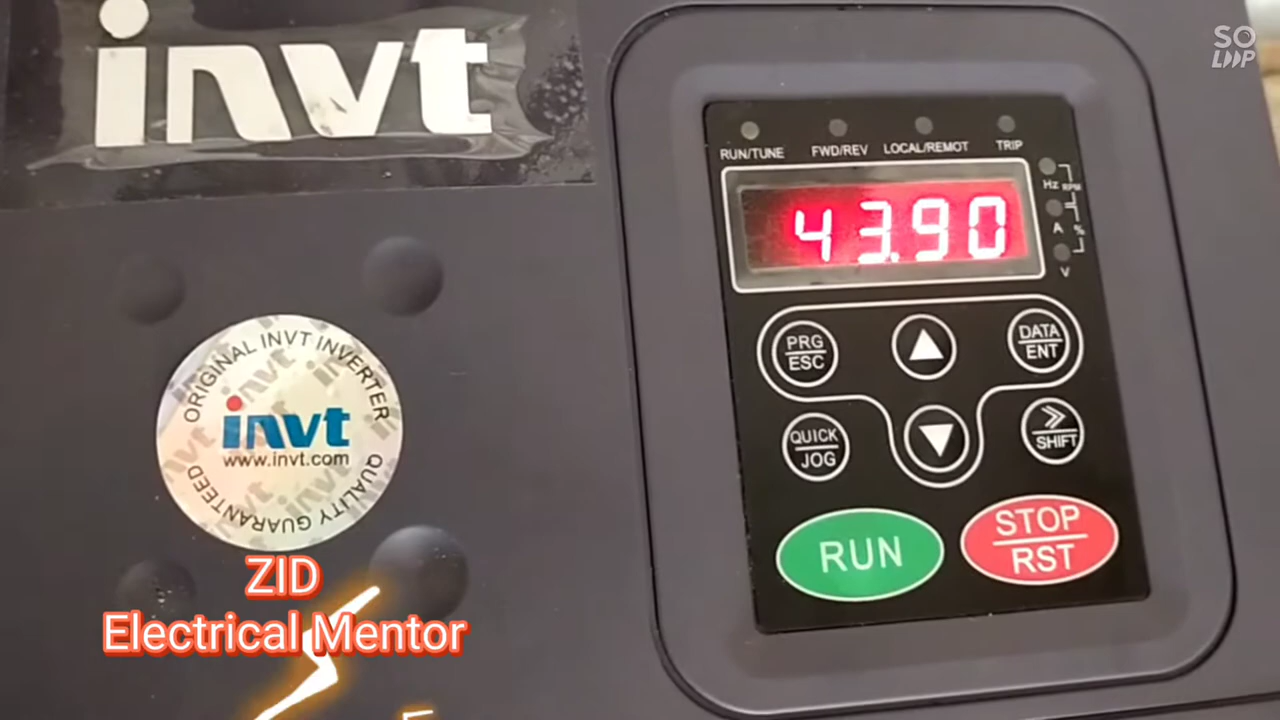 invt
SO
LOOP
RUN/TUNE FWD/REV LOCAL/REMOT TRIP
Hz
RPM
A
%
V
43.90
PRG
ESC
DATA
ENT
QUICK
JOG
SHIFT
RUN
STOP
RST
ORIGINAL INVT INVERTER
invt
www.invt.com
QUALITY GUARANTEED
ZID
Electrical Mentor